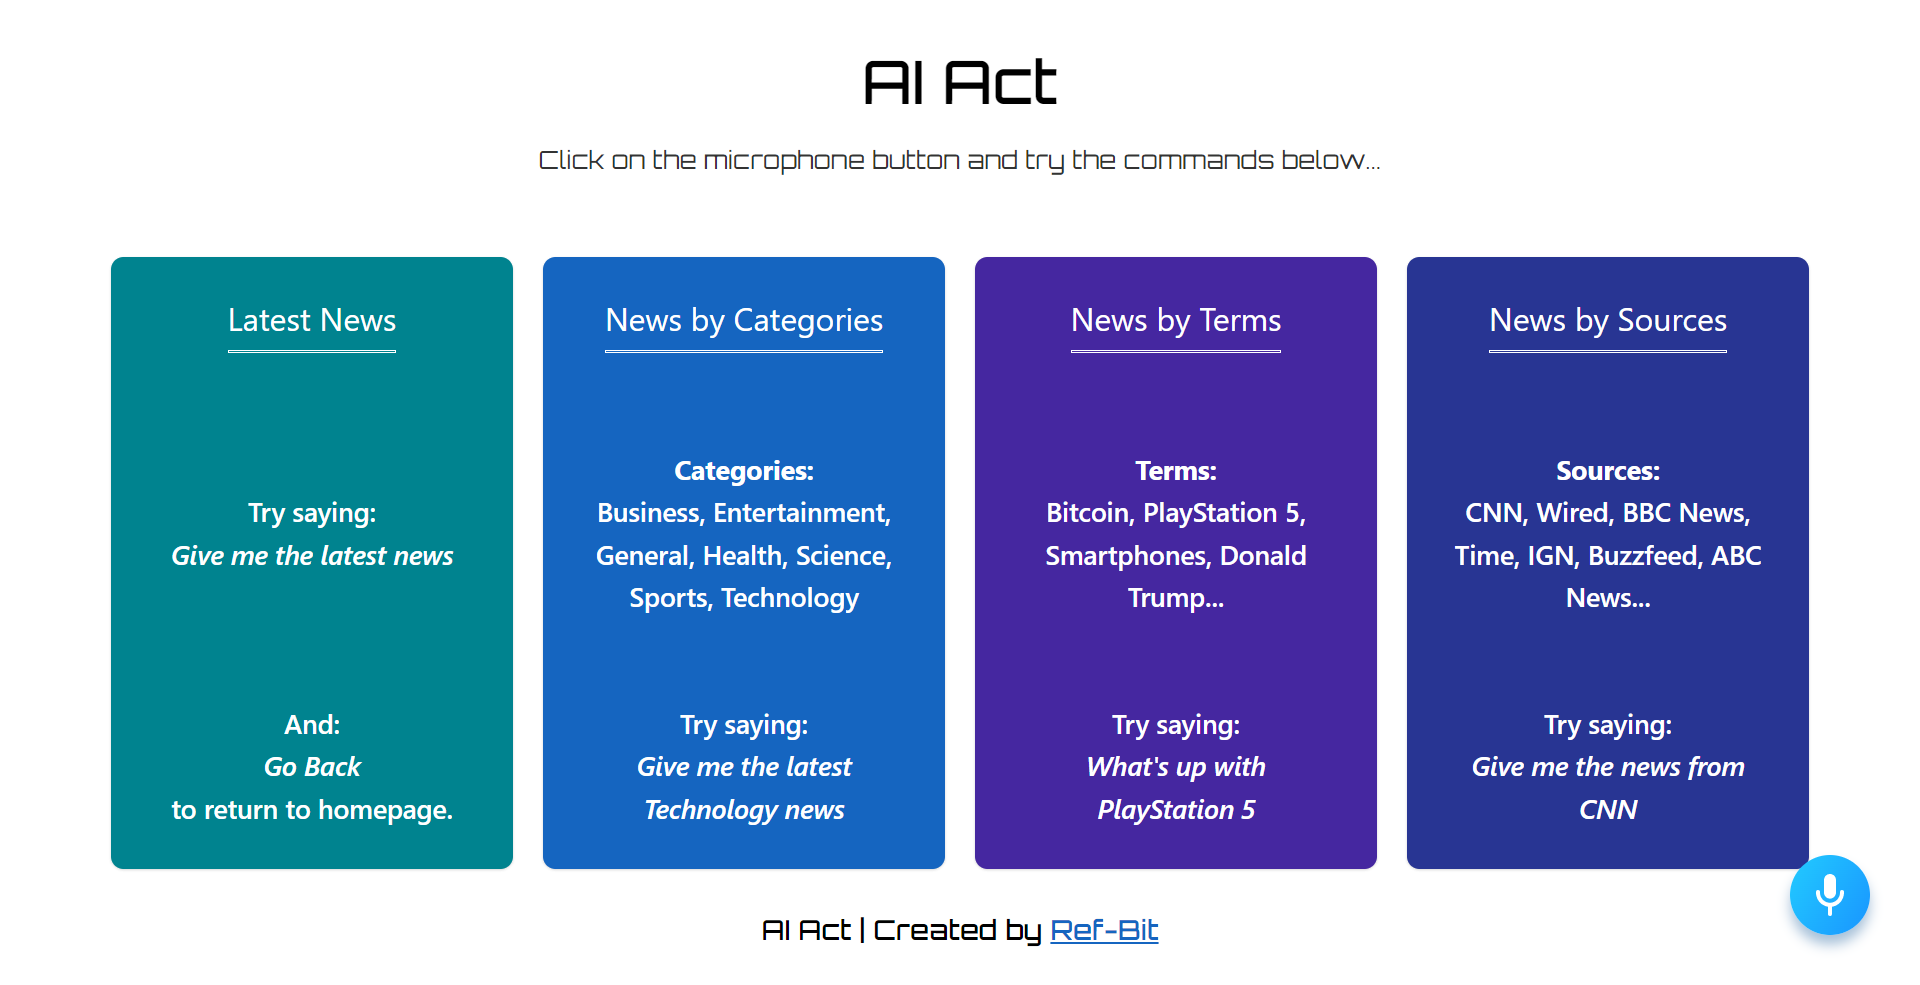 AI Act
Click on the microphone button and try the commands below...
Latest News
Try saying:
Give me the latest news
And:
Go Back
to return to homepage.
News by Categories
Categories:
Business, Entertainment,
General, Health, Science,
Sports, Technology
Try saying:
Give me the latest
Technology news
News by Terms
Terms:
Bitcoin, PlayStation 5,
Smartphones, Donald
Trump...
Try saying:
What's up with
PlayStation 5
News by Sources
Sources:
CNN, Wired, BBC News,
Time, IGN, Buzzfeed, ABC
News...
Try saying:
Give me the news from
CNN
AI Act | Created by Ref-Bit